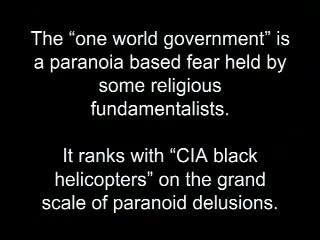 The “one world government” is
a paranoia based fear held by
some religious
fundamentalists.
It ranks with “CIA black
helicopters” on the grand
scale of paranoid delusions.